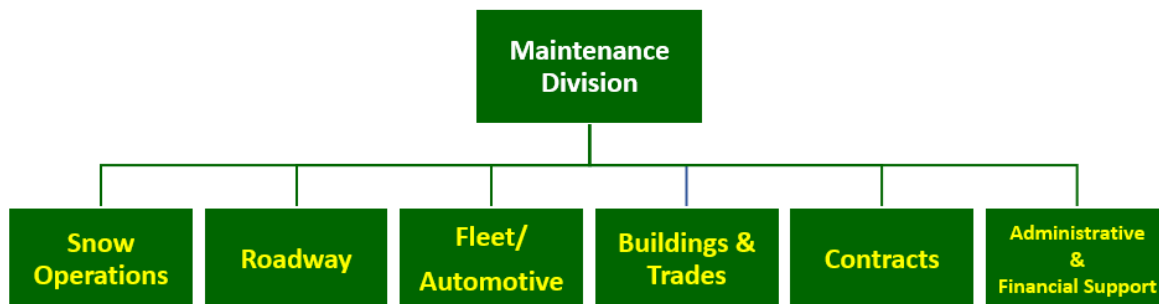 Maintenance
Division
Snow
Operations
Roadway
Fleet/
Automotive
Buildings &
Trades
Contracts
Administrative
&
Financial Support